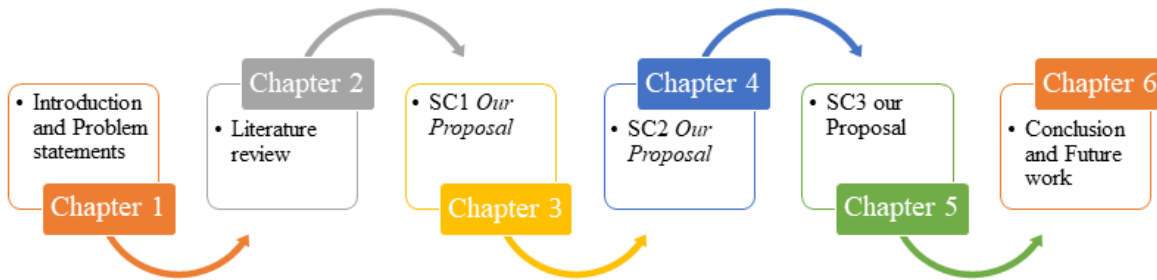 • Introduction
and Problem
statements
Chapter 1
Chapter 2
• Literature
review
• SC1 Our
Proposal
Chapter 3
Chapter 4
• SC2 Our
Proposal
• SC3 our
Proposal
Chapter 5
Chapter 6
• Conclusion
and Future
work